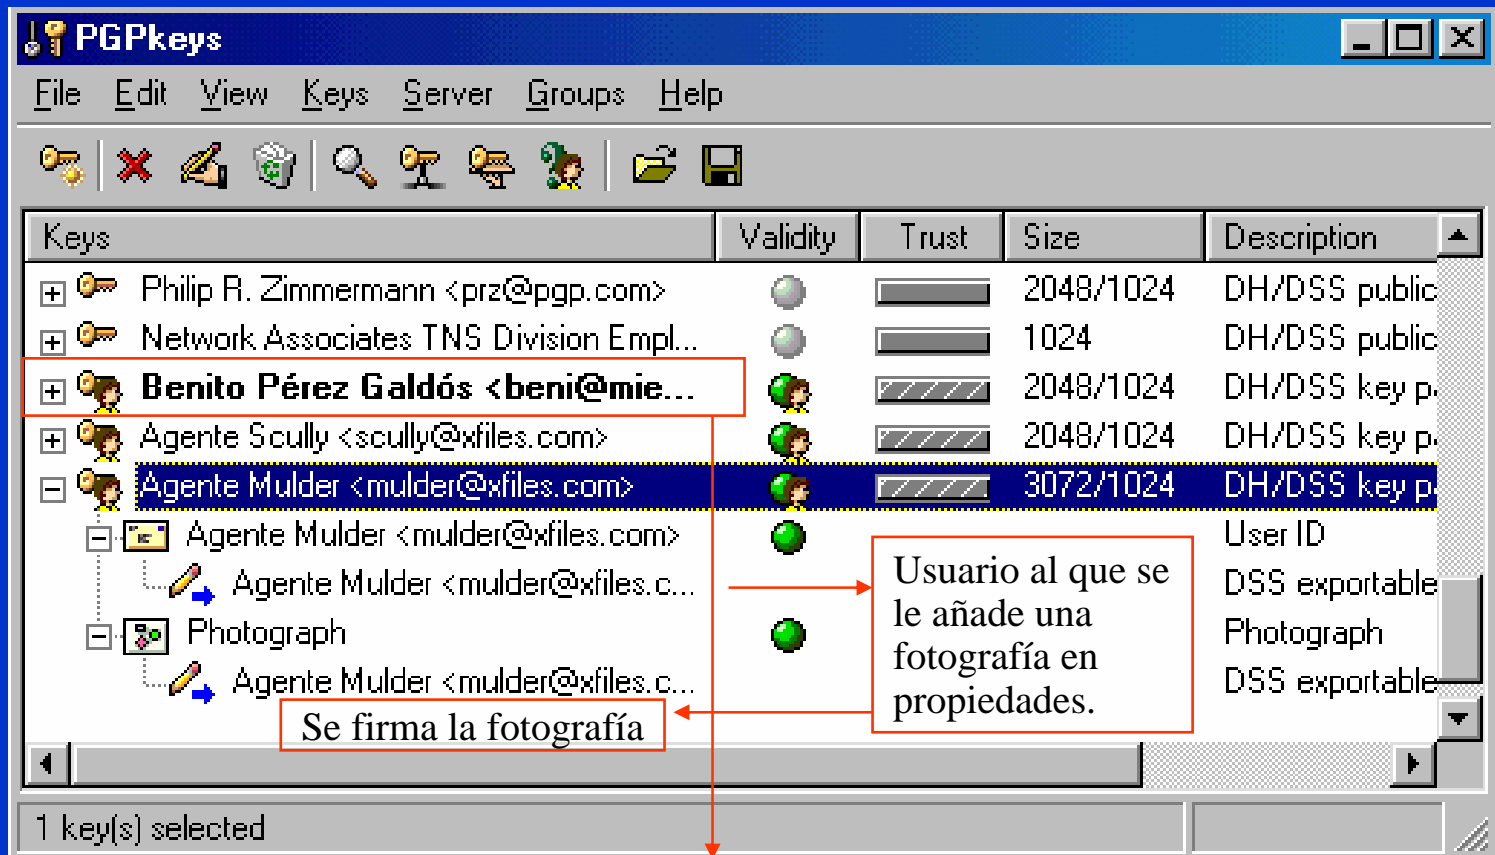 PGPkeys
File Edit View Keys Server Groups Help
Keys Validity Trust Size Description
Philip R. Zimmermann <prz@pgp.com> 2048/1024 DH/DSS public
Network Associates TNS Division Empl... 1024 DH/DSS public
Benito Pérez Galdós <beni@mie... 2048/1024 DH/DSS key p
Agente Scully <scully@xfiles.com> 2048/1024 DH/DSS key p
Agente Mulder <mulder@xfiles.com> 3072/1024 DH/DSS key p
Agente Mulder <mulder@xfiles.com> User ID
Agente Mulder <mulder@xfiles.c... DSS exportable
Photograph Photograph
Agente Mulder <mulder@xfiles.c... DSS exportable
Usuario al que se
le añade una
fotografía en
propiedades.
Se firma la fotografía
1 key(s) selected